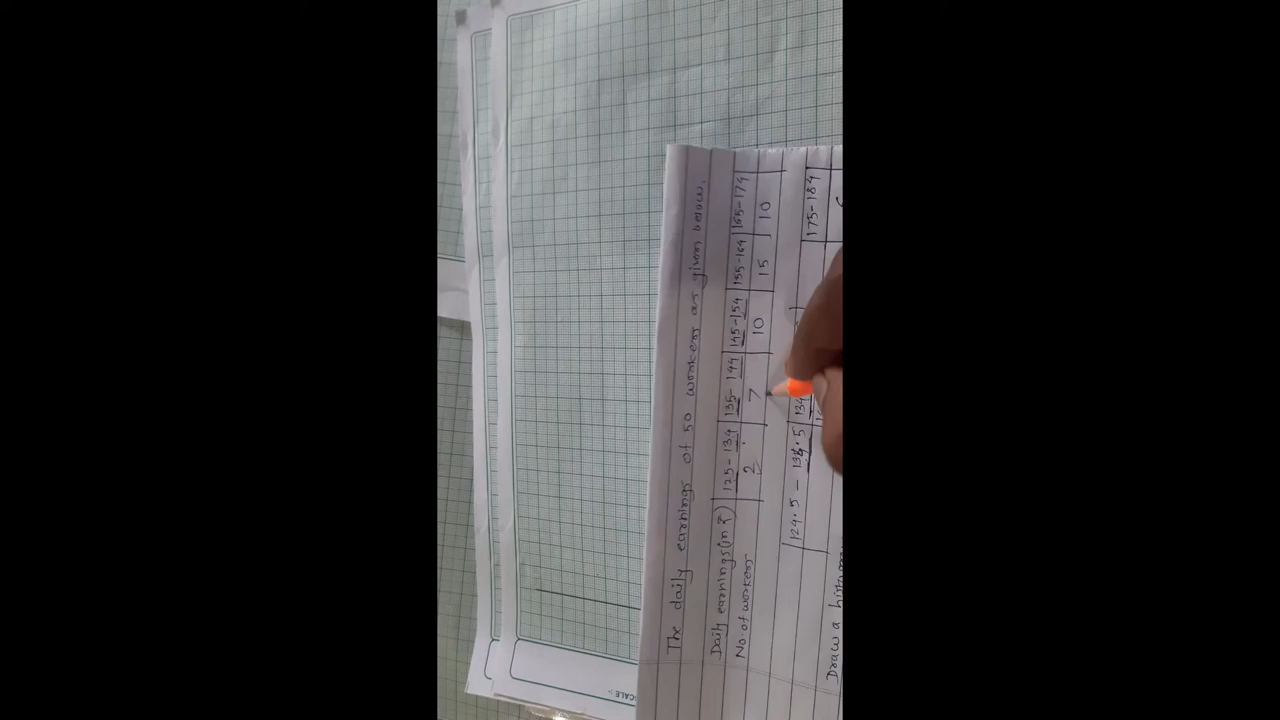 The daily earnings of 50 workers as given below.
Daily earnings (in ₹) 125-134 135-144 145-154 155-164 165-174
No. of workers 2 7 10 15 10
175-184
124.5 - 134.5 134
Draw a
SCALE:-